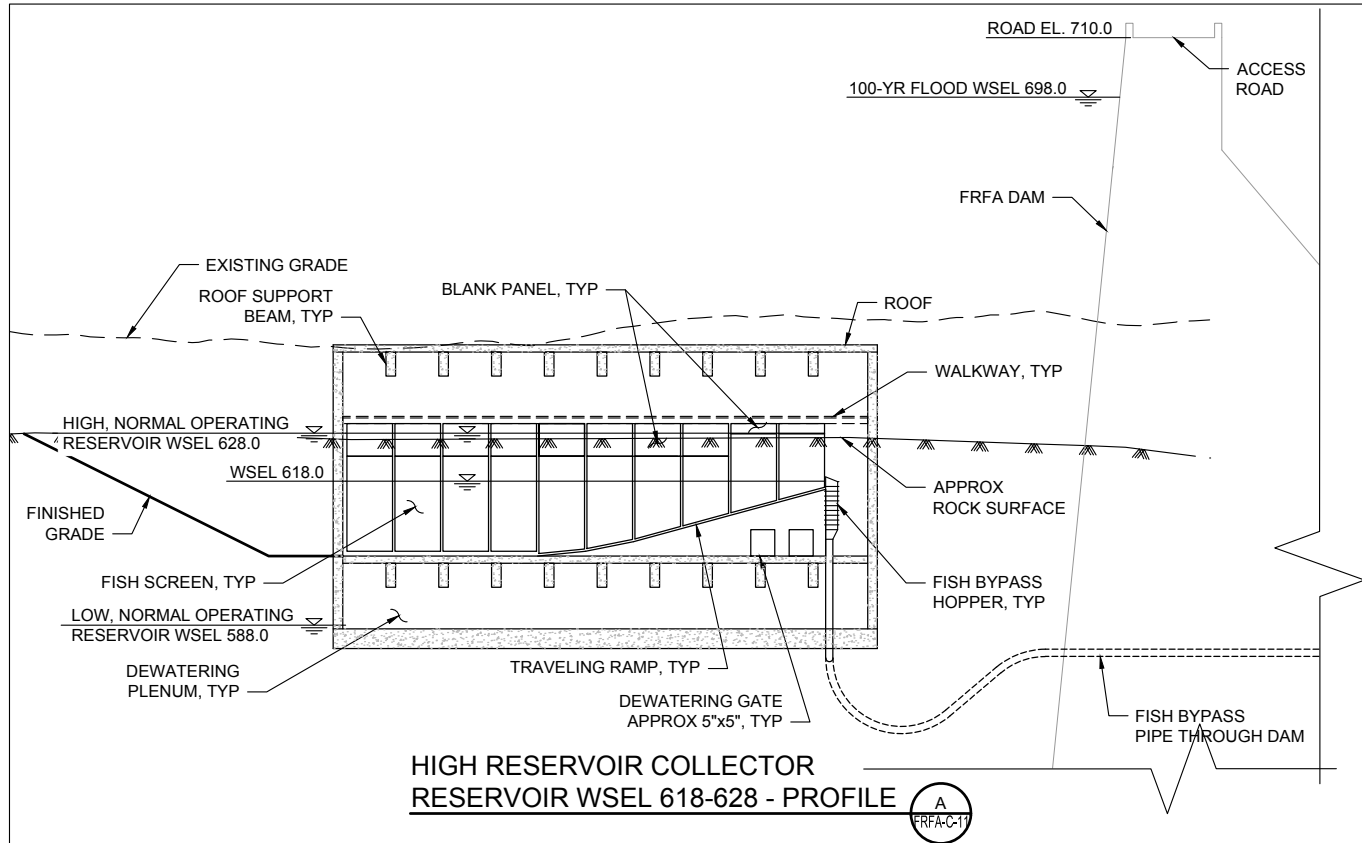 ROAD EL. 710.0
ACCESS
ROAD
100-YR FLOOD WSEL 698.0
FRFA DAM
EXISTING GRADE
ROOF SUPPORT
BEAM, TYP
BLANK PANEL, TYP
ROOF
WALKWAY, TYP
HIGH, NORMAL OPERATING
RESERVOIR WSEL 628.0
WSEL 618.0
APPROX
ROCK SURFACE
FINISHED
GRADE
FISH SCREEN, TYP
FISH BYPASS
HOPPER, TYP
LOW, NORMAL OPERATING
RESERVOIR WSEL 588.0
DEWATERING
PLENUM, TYP
TRAVELING RAMP, TYP
DEWATERING GATE
APPROX 5"x5", TYP
FISH BYPASS
PIPE THROUGH DAM
HIGH RESERVOIR COLLECTOR
RESERVOIR WSEL 618-628 - PROFILE
A
FRFA-C-11